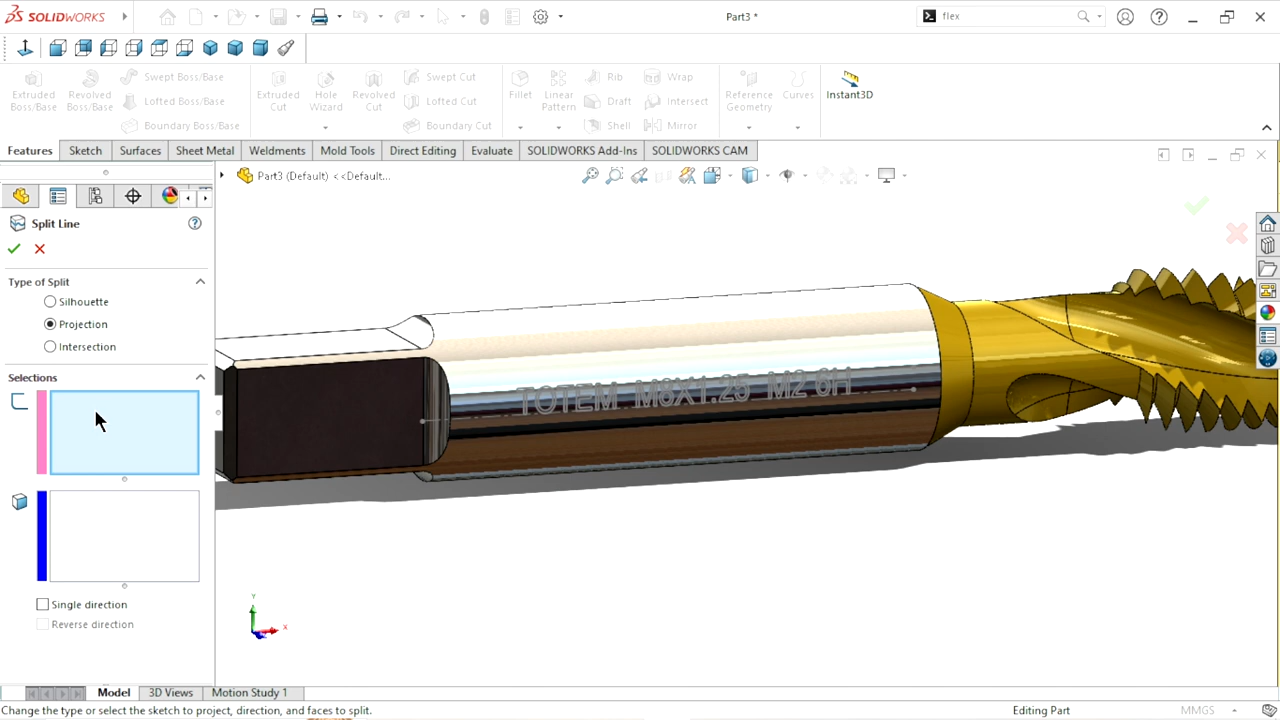 SOLIDWORKS
Part3 *
flex
Extruded Boss/Base
Revolved Boss/Base
Swept Boss/Base
Lofted Boss/Base
Boundary Boss/Base
Extruded Cut
Hole Wizard
Revolved Cut
Swept Cut
Lofted Cut
Boundary Cut
Fillet
Linear Pattern
Rib
Draft
Shell
Wrap
Intersect
Mirror
Reference Geometry
Curves
Instant3D
Features Sketch Surfaces Sheet Metal Weldments Mold Tools Direct Editing Evaluate SOLIDWORKS Add-Ins SOLIDWORKS CAM
Part3 (Default) <<Default...
Split Line
Type of Split
Silhouette
Projection
Intersection
Selections
Single direction
Reverse direction
TOTEM M8X1.25 M2 6H
Y
X
Model 3D Views Motion Study 1
Change the type or select the sketch to project, direction, and faces to split.
Editing Part
MMGS